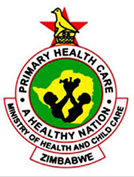 PRIMARY HEALTH CARE
A HEALTHY NATION
MINISTRY OF HEALTH AND CHILD CARE
ZIMBABWE